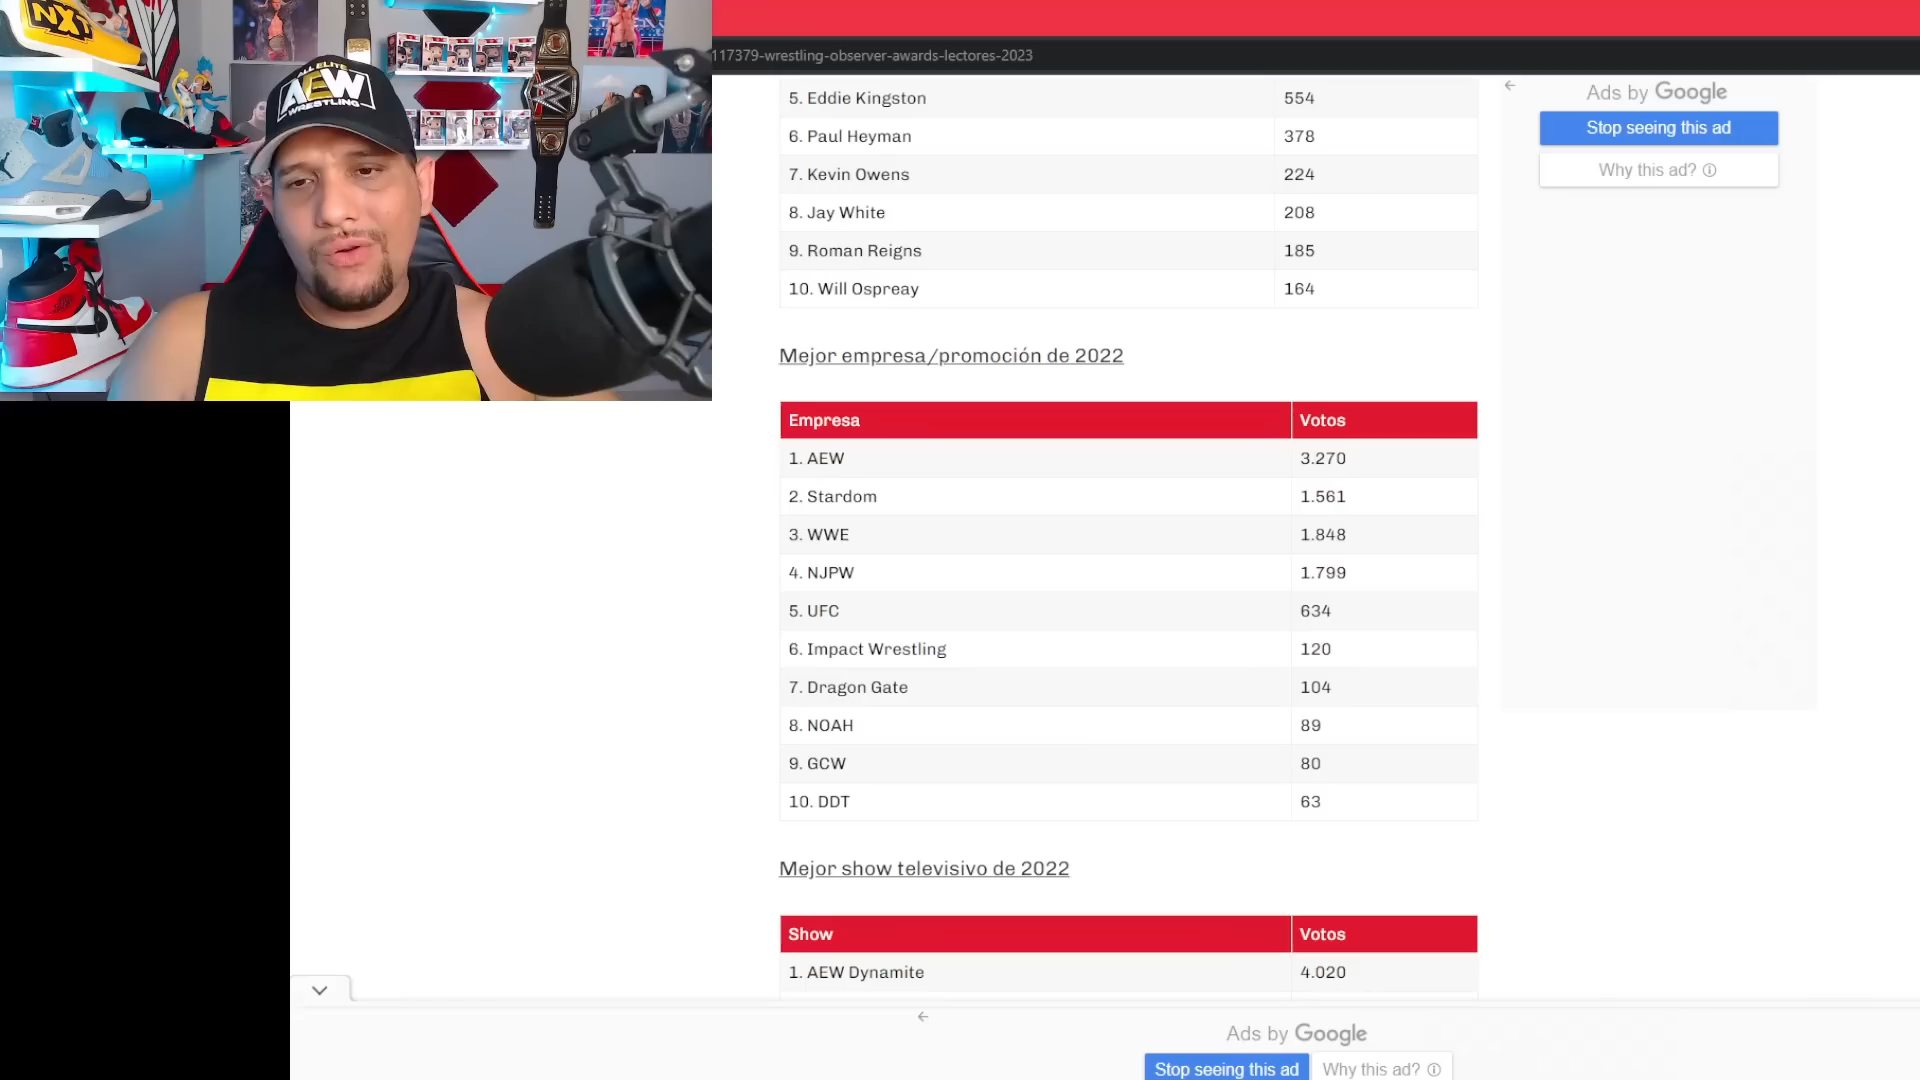 NXT
ALL ELITE
AEW
WRESTLING
117379-wrestling-observer-awards-lectores-2023
5. Eddie Kingston 554
6. Paul Heyman 378
7. Kevin Owens 224
8. Jay White 208
9. Roman Reigns 185
10. Will Ospreay 164
Mejor empresa/promoción de 2022
Empresa Votos
1. AEW 3.270
2. Stardom 1.561
3. WWE 1.848
4. NJPW 1.799
5. UFC 634
6. Impact Wrestling 120
7. Dragon Gate 104
8. NOAH 89
9. GCW 80
10. DDT 63
Mejor show televisivo de 2022
Show Votos
1. AEW Dynamite 4.020
Ads by Google
Stop seeing this ad
Why this ad?
Ads by Google
Stop seeing this ad Why this ad?